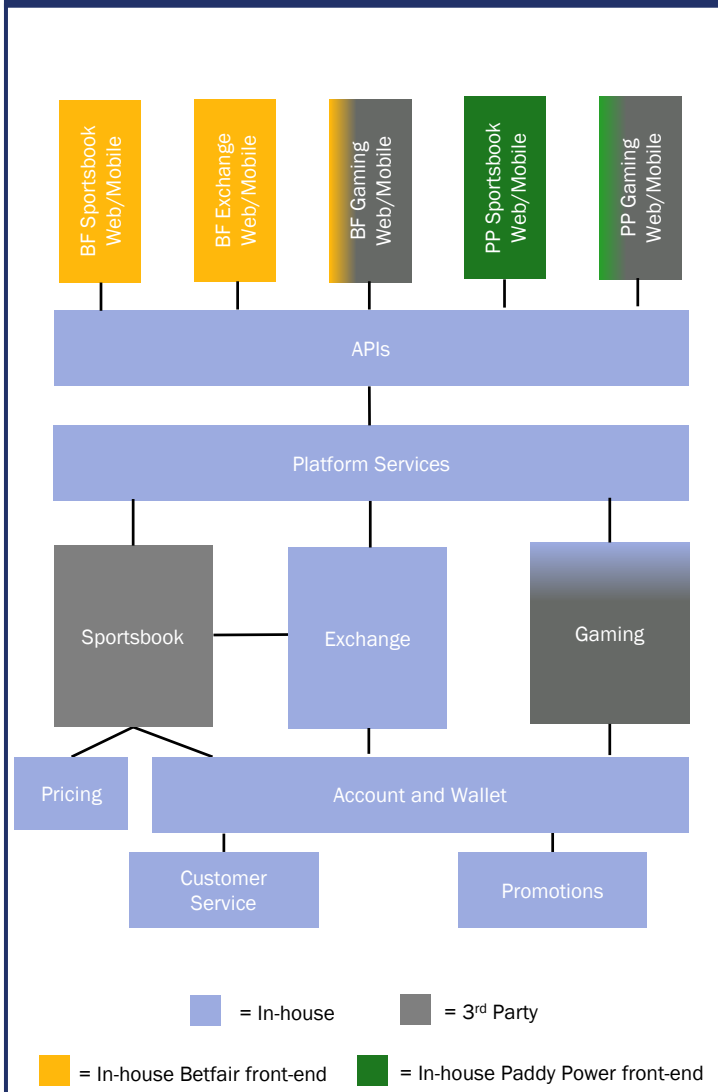 BF Sportsbook
Web/Mobile
BF Exchange
Web/Mobile
BF Gaming
Web/Mobile
PP Sportsbook
Web/Mobile
PP Gaming
Web/Mobile
APIs
Platform Services
Sportsbook
Exchange
Gaming
Pricing
Account and Wallet
Customer
Service
Promotions
= In-house
= 3rd Party
= In-house Betfair front-end
= In-house Paddy Power front-end